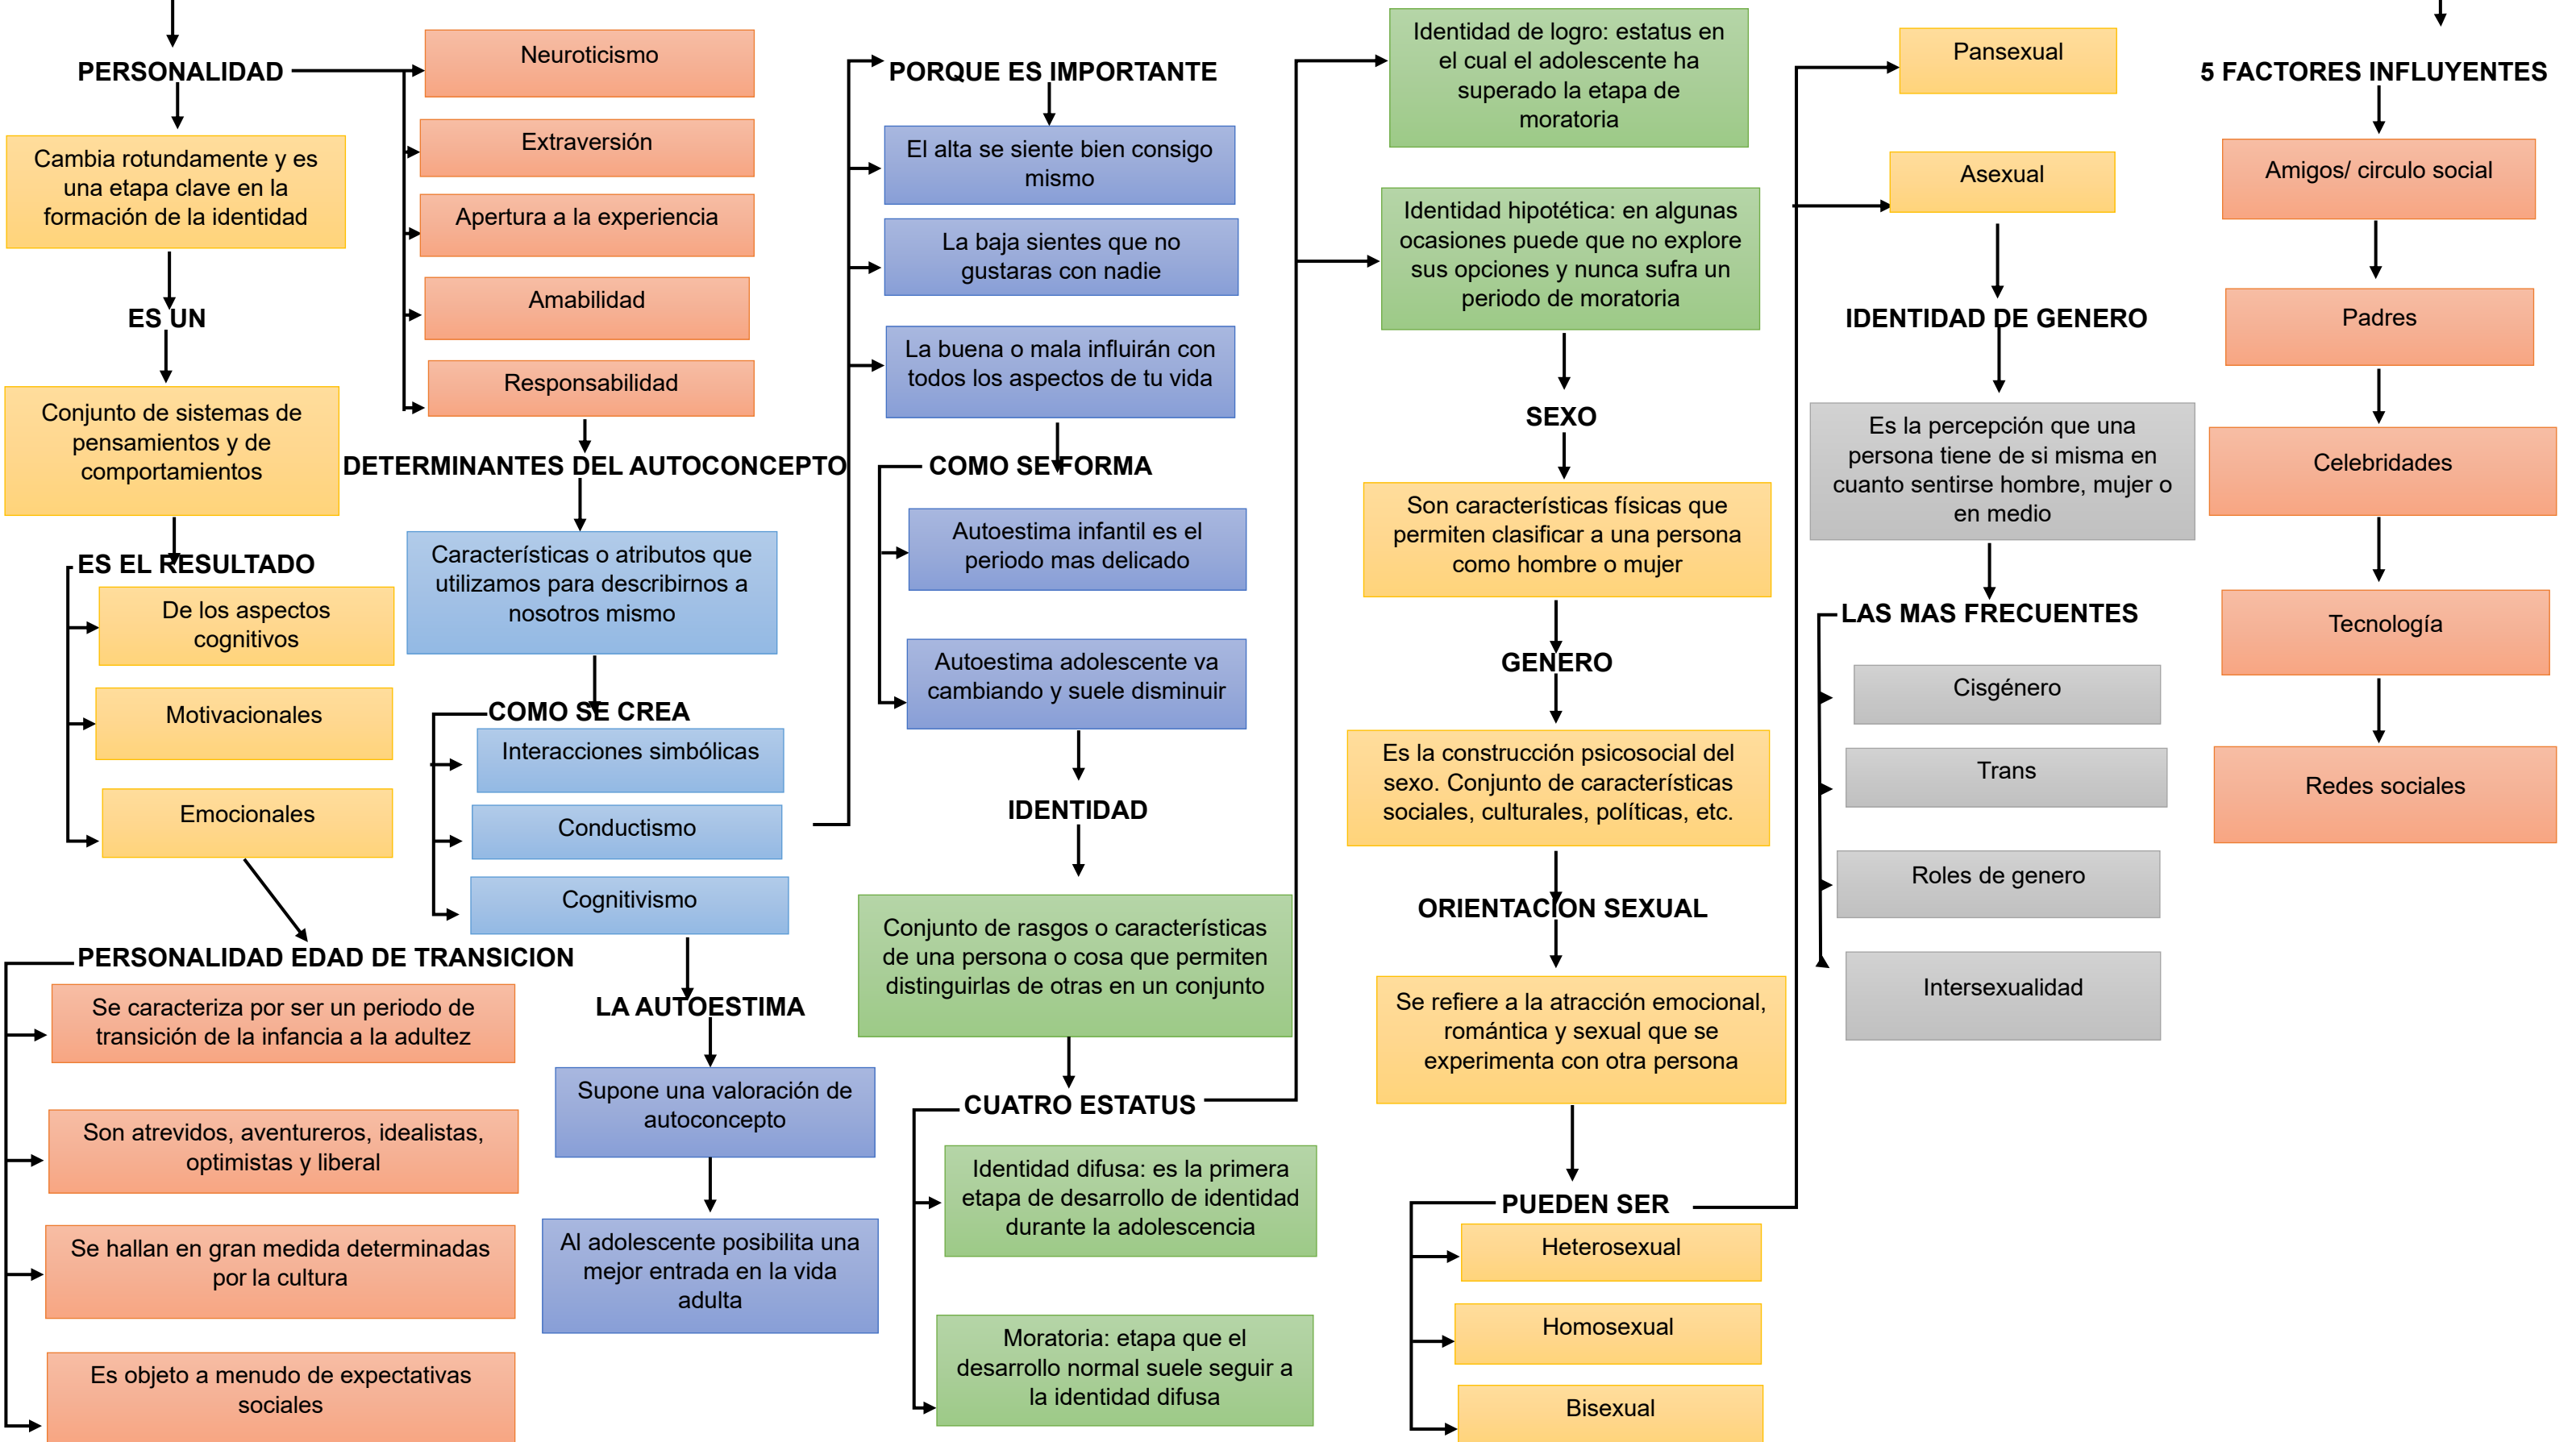 PERSONALIDAD
Cambia rotundamente y es
una etapa clave en la
formación de la identidad
ES UN
Conjunto de sistemas de
pensamientos y de
comportamientos
ES EL RESULTADO
De los aspectos
cognitivos
Motivacionales
Emocionales
PERSONALIDAD EDAD DE TRANSICION
Se caracteriza por ser un periodo de
transición de la infancia a la adultez
Son atrevidos, aventureros, idealistas,
optimistas y liberal
Se hallan en gran medida determinadas
por la cultura
Es objeto a menudo de expectativas
sociales
Neuroticismo
Extraversión
Apertura a la experiencia
Amabilidad
Responsabilidad
DETERMINANTES DEL AUTOCONCEPTO
Características o atributos que
utilizamos para describirnos a
nosotros mismo
COMO SE CREA
Interacciones simbólicas
Conductismo
Cognitivismo
LA AUTOESTIMA
Supone una valoración de
autoconcepto
Al adolescente posibilita una
mejor entrada en la vida
adulta
PORQUE ES IMPORTANTE
El alta se siente bien consigo
mismo
La baja sientes que no
gustaras con nadie
La buena o mala influirán con
todos los aspectos de tu vida
COMO SE FORMA
Autoestima infantil es el
periodo mas delicado
Autoestima adolescente va
cambiando y suele disminuir
IDENTIDAD
Conjunto de rasgos o características
de una persona o cosa que permiten
distinguirlas de otras en un conjunto
CUATRO ESTATUS
Identidad difusa: es la primera
etapa de desarrollo de identidad
durante la adolescencia
Moratoria: etapa que el
desarrollo normal suele seguir a
la identidad difusa
Identidad de logro: estatus en
el cual el adolescente ha
superado la etapa de
moratoria
Identidad hipotética: en algunas
ocasiones puede que no explore
sus opciones y nunca sufra un
periodo de moratoria
SEXO
Son características físicas que
permiten clasificar a una persona
como hombre o mujer
GENERO
Es la construcción psicosocial del
sexo. Conjunto de características
sociales, culturales, políticas, etc.
ORIENTACION SEXUAL
Se refiere a la atracción emocional,
romántica y sexual que se
experimenta con otra persona
PUEDEN SER
Heterosexual
Homosexual
Bisexual
Pansexual
Asexual
IDENTIDAD DE GENERO
Es la percepción que una
persona tiene de si misma en
cuanto sentirse hombre, mujer o
en medio
LAS MAS FRECUENTES
Cisgénero
Trans
Roles de genero
Intersexualidad
5 FACTORES INFLUYENTES
Amigos/ circulo social
Padres
Celebridades
Tecnología
Redes sociales